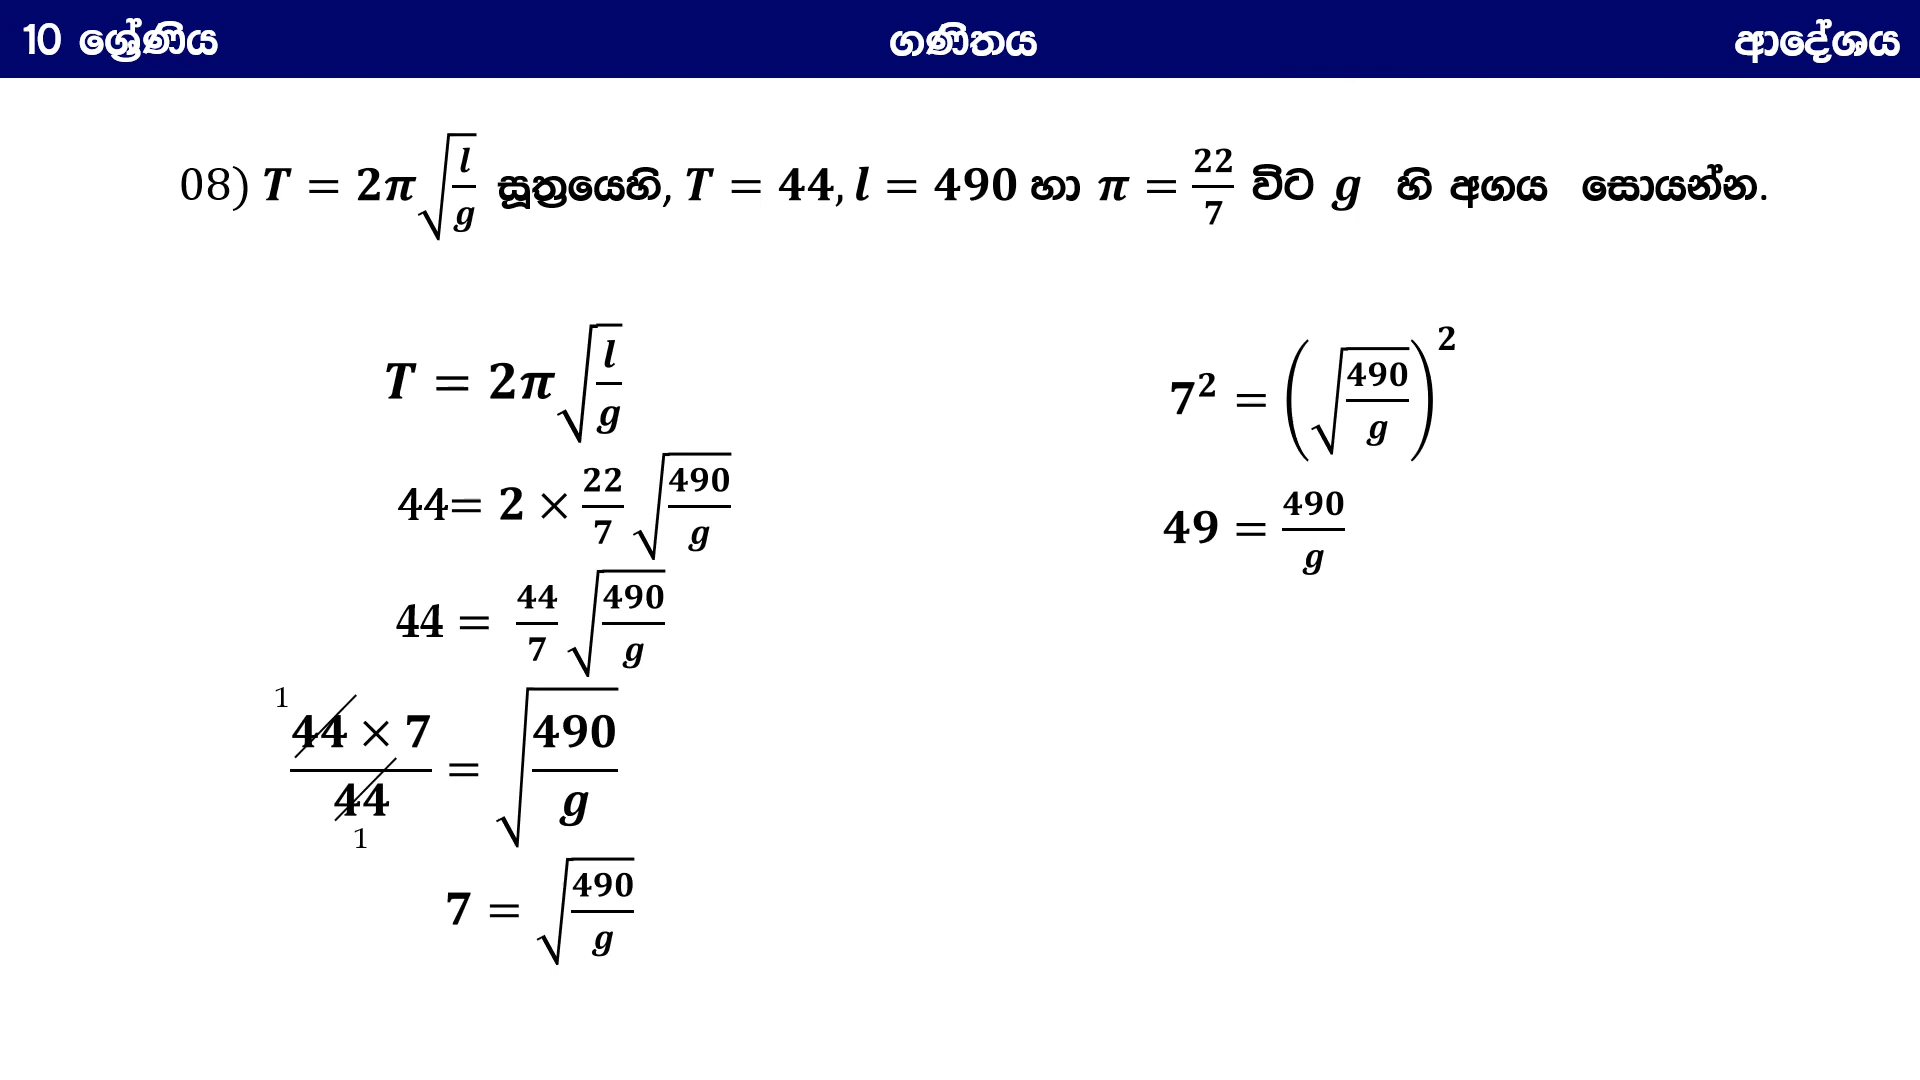 10 ශ්‍රේණිය ගණිතය ආදේශය
08) T = 2π√(l/g) සූත්‍රයෙහි, T = 44, l = 490 හා π = 22/7 විට g හි අගය සොයන්න.
T = 2π√(l/g)
44= 2 × 22/7 √(490/g)
44 = 44/7 √(490/g)
1
(44 × 7)/44 = √(490/g)
1
7 = √(490/g)
7² = (√(490/g))²
49 = 490/g